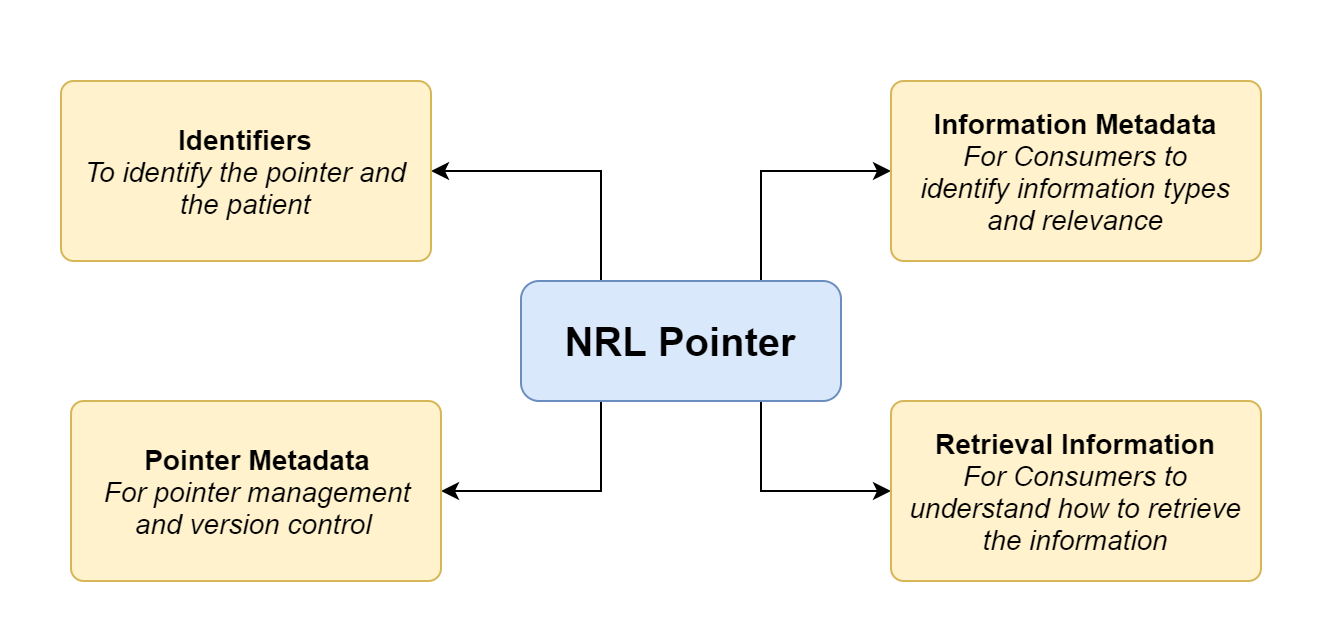 Identifiers
To identify the pointer and
the patient
Information Metadata
For Consumers to
identify information types
and relevance
NRL Pointer
Pointer Metadata
For pointer management
and version control
Retrieval Information
For Consumers to
understand how to retrieve
the information